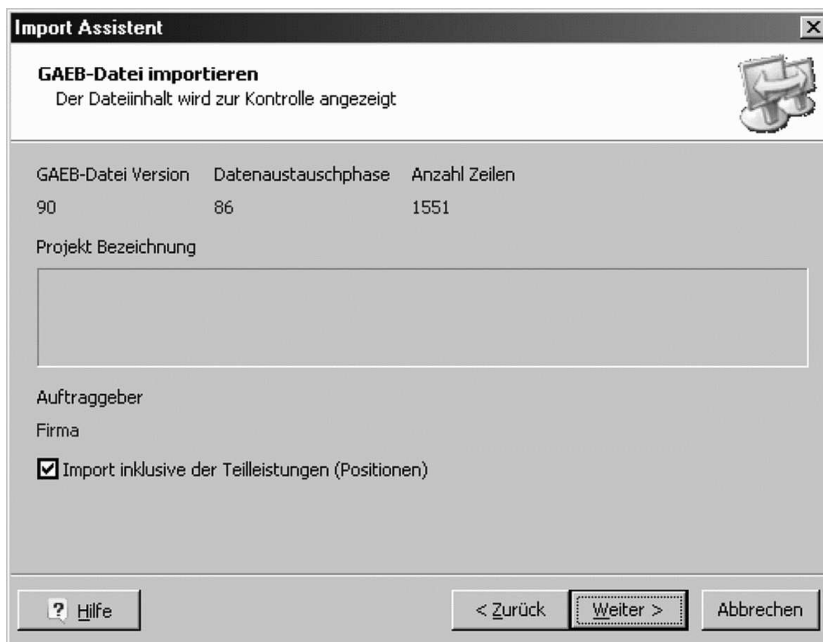 Import Assistent
GAEB-Datei importieren
Der Dateiinhalt wird zur Kontrolle angezeigt
GAEB-Datei Version Datenaustauschphase Anzahl Zeilen
90 86 1551
Projekt Bezeichnung
Auftraggeber
Firma
Import inklusive der Teilleistungen (Positionen)
? Hilfe < Zurück Weiter > Abbrechen